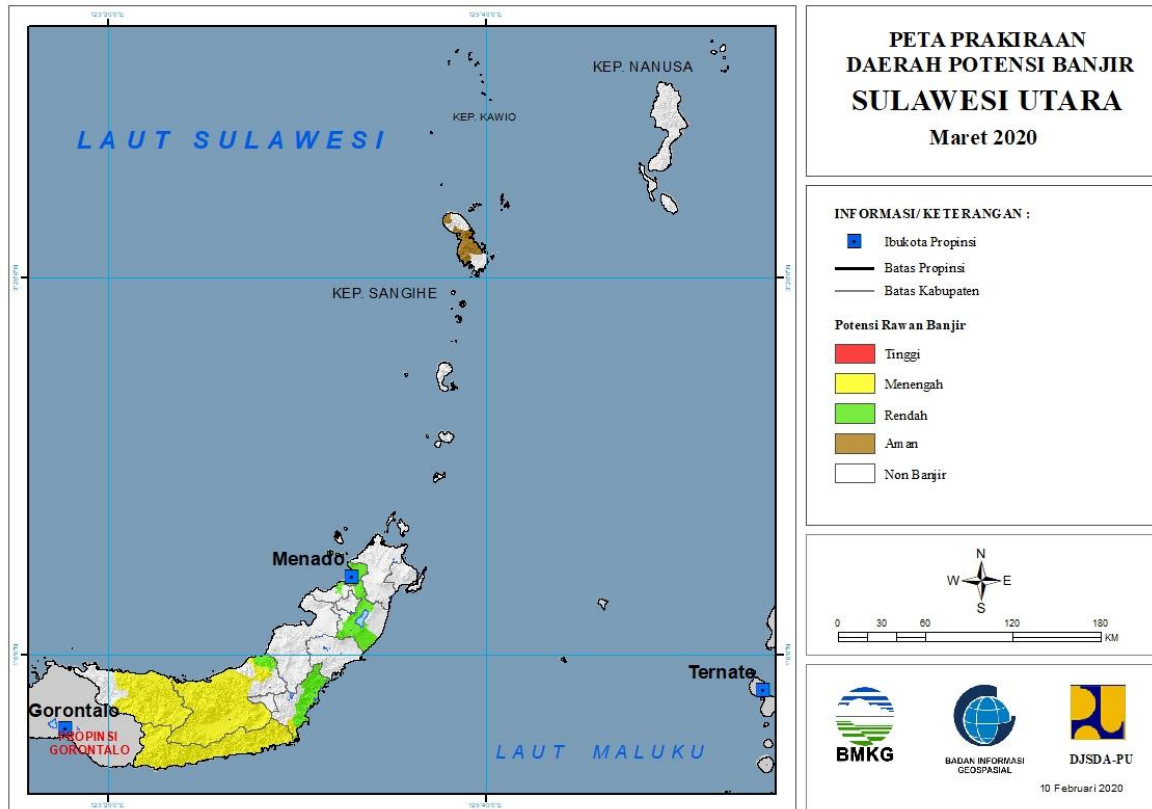 PETA PRAKIRAAN
DAERAH POTENSI BANJIR
SULAWESI UTARA
Maret 2020
KEP. NANUSA
KEP. KAWIO
LAUT SULAWESI
KEP. SANGIHE
Menado
Ternate
Gorontalo
PROPINSI
GORONTALO
LAUT MALUKU
INFORMASI/KETERANGAN :
Ibukota Propinsi
Batas Propinsi
Batas Kabupaten
Potensi Rawan Banjir
Tinggi
Menengah
Rendah
Aman
Non Banjir
N
W E
S
0 30 60 120 180
KM
BMKG
BADAN INFORMASI
GEOSPASIAL
DJSDA-PU
10 Februari 2020